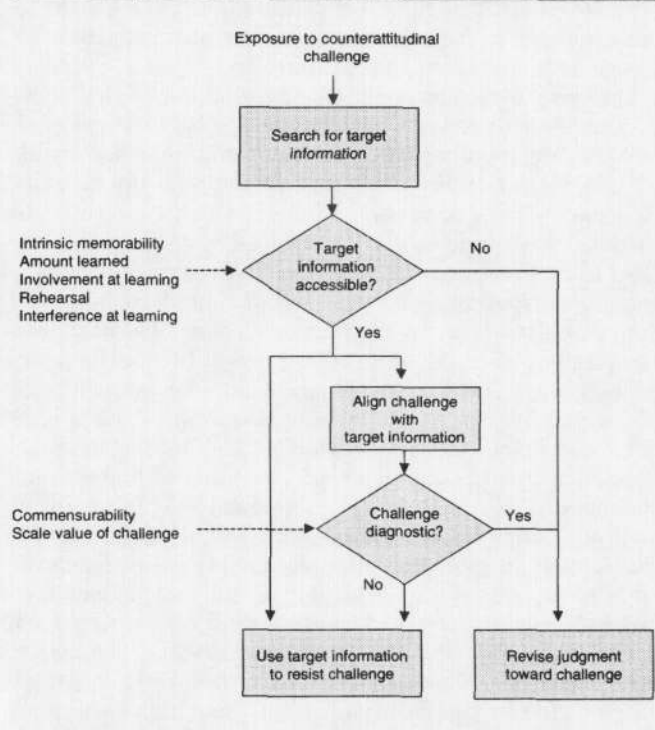 Exposure to counterattitudinal
challenge
Search for target
information
Intrinsic memorability
Amount learned
Involvement at learning
Rehearsal
Interference at learning
Target
information
accessible?
No
Yes
Align challenge
with
target information
Commensurability
Scale value of challenge
Challenge
diagnostic?
Yes
No
Use target information
to resist challenge
Revise judgment
toward challenge